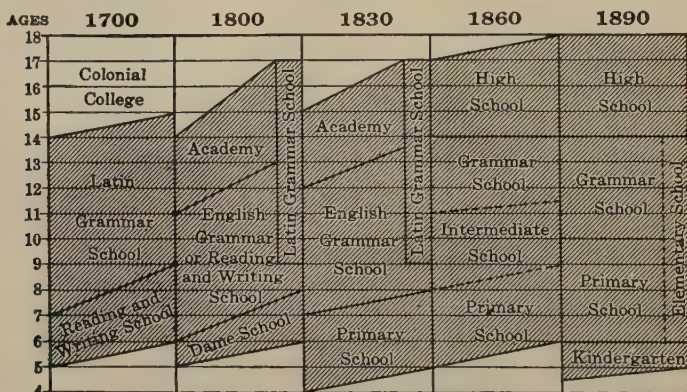 AGES 1700 1800 1830 1860 1890
18
17
16
15
14
13
12
11
10
9
8
7
6
5
4
Colonial
College
Latin
Grammar
School
Reading and
Writing School
Academy
English
Grammar
or Reading
and Writing
School
Dame School
Latin Grammar School
Academy
English
Grammar
School
Primary
School
Latin Grammar School
High
School
Grammar
School
Intermediate
School
Primary
School
High
School
Grammar
School
Primary
School
Elementary School
Kindergarten